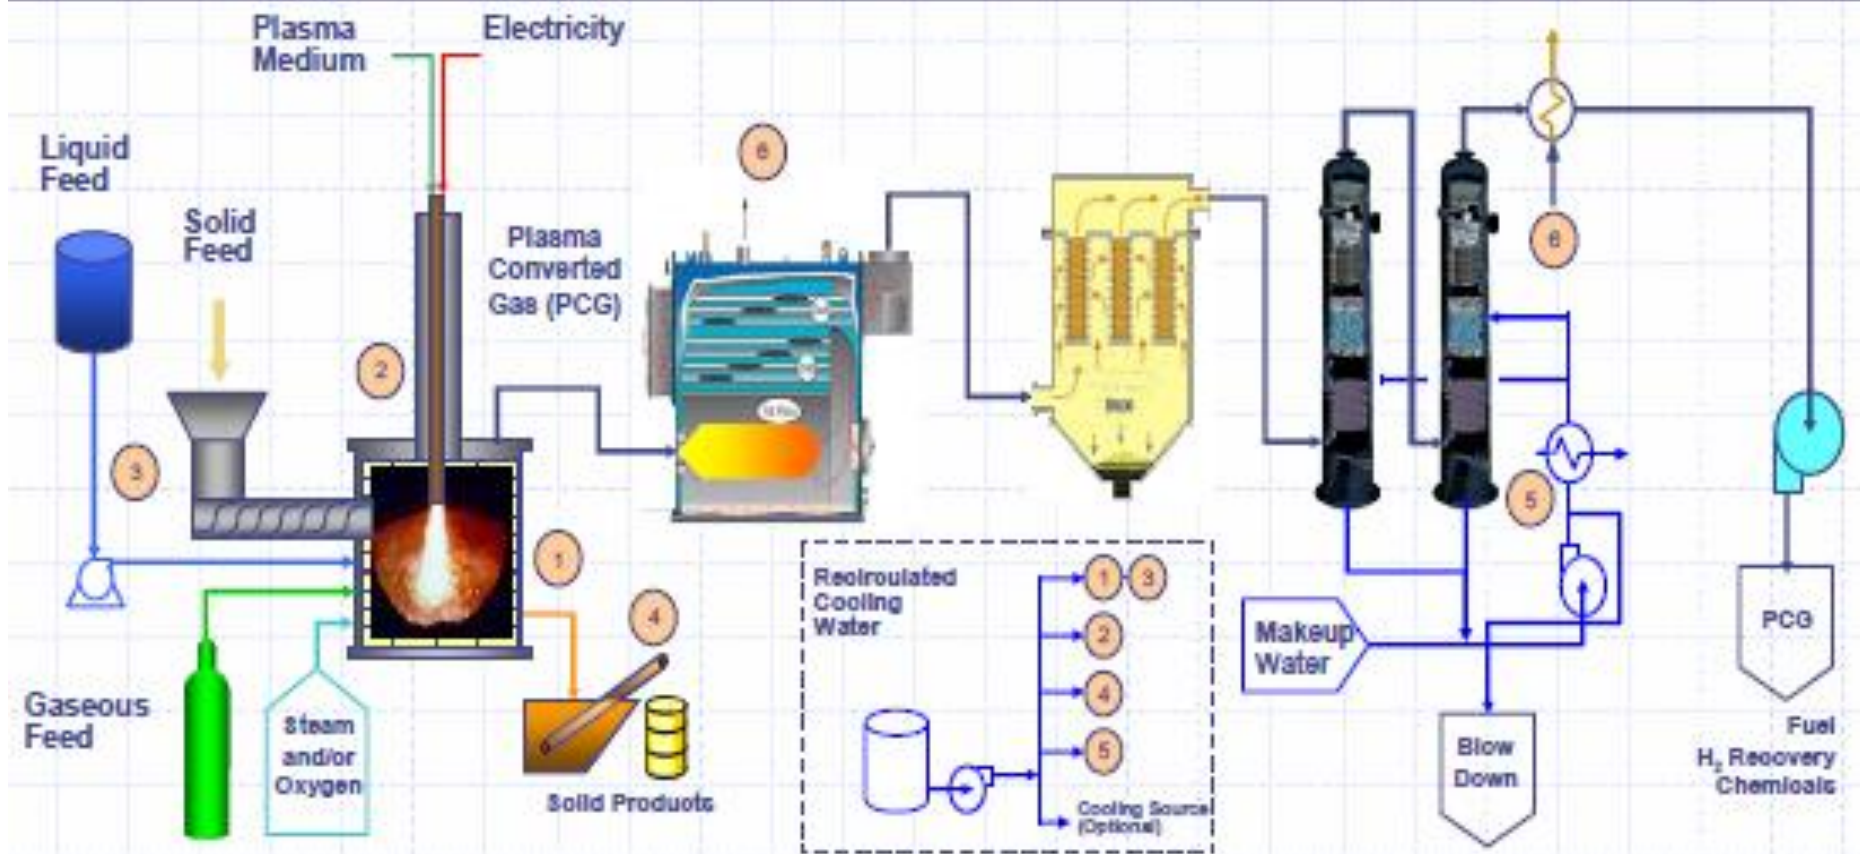 Plasma
Medium
Electricity
Liquid
Feed
Solid
Feed
Plasma
Converted
Gas (PCG)
6
2
3
1
4
6
5
Gaseous
Feed
Steam
and/or
Oxygen
Solid Products
Recirculated
Cooling
Water
1
3
2
4
5
Cooling Source
(Optional)
Makeup
Water
Blow
Down
PCG
Fuel
H₂ Recovery
Chemicals